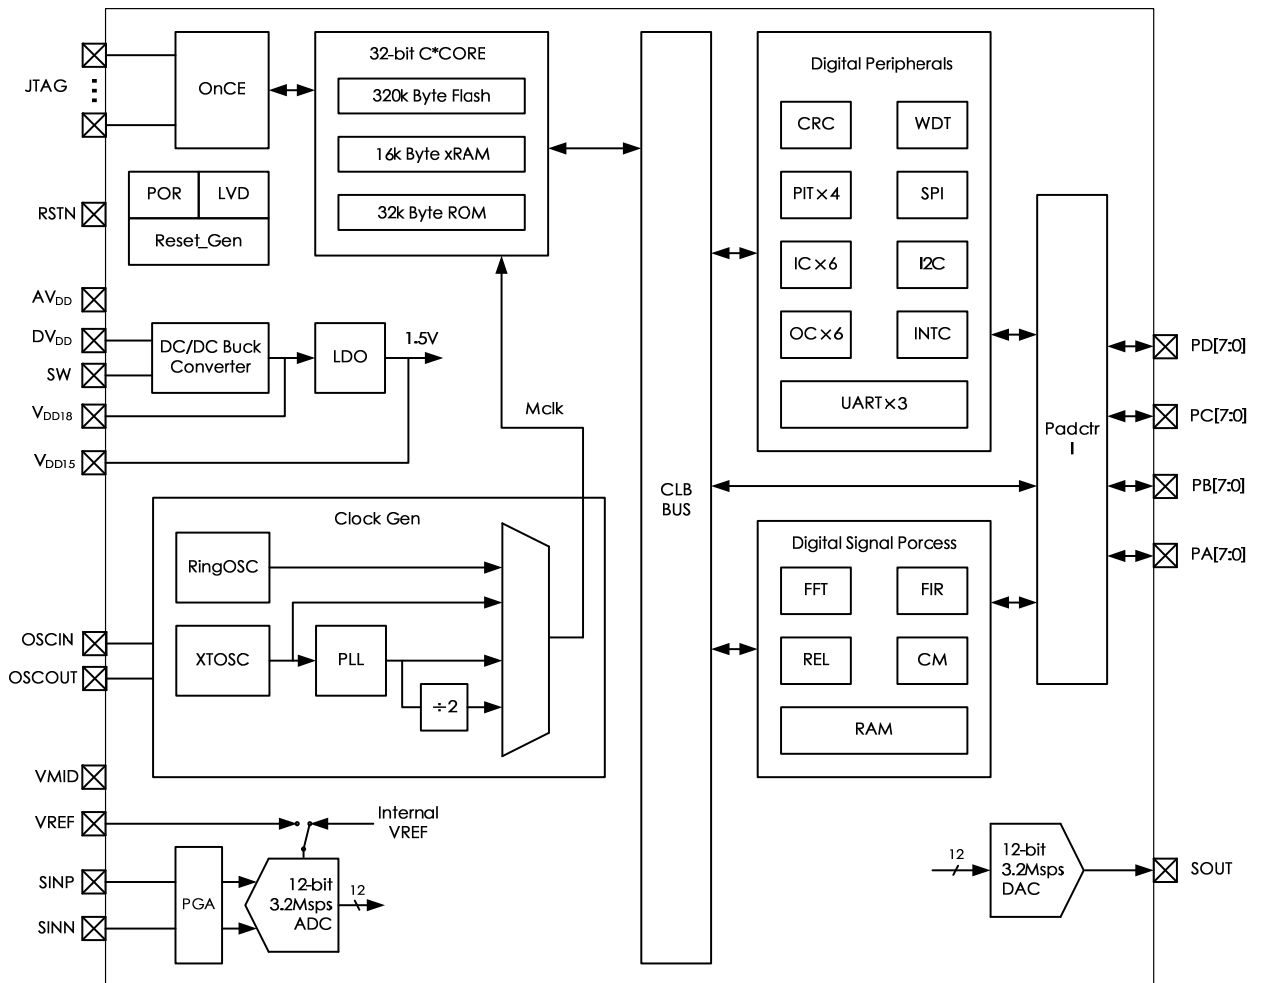 JTAG
OnCE
32-bit C*CORE
320k Byte Flash
16k Byte xRAM
32k Byte ROM
RSTN
POR
LVD
Reset_Gen
AVDD
DVDD
SW
VDD18
VDD15
DC/DC Buck
Converter
LDO
1.5V
Mclk
Clock Gen
RingOSC
XTOSC
PLL
÷2
OSCIN
OSCOUT
VMID
VREF
Internal
VREF
SINP
SINN
PGA
12-bit
3.2Msps
ADC
12
CLB
BUS
Digital Peripherals
CRC
WDT
PIT×4
SPI
IC×6
I2C
OC×6
INTC
UART×3
Digital Signal Porcess
FFT
FIR
REL
CM
RAM
Padctr
l
PD[7:0]
PC[7:0]
PB[7:0]
PA[7:0]
12
12-bit
3.2Msps
DAC
SOUT